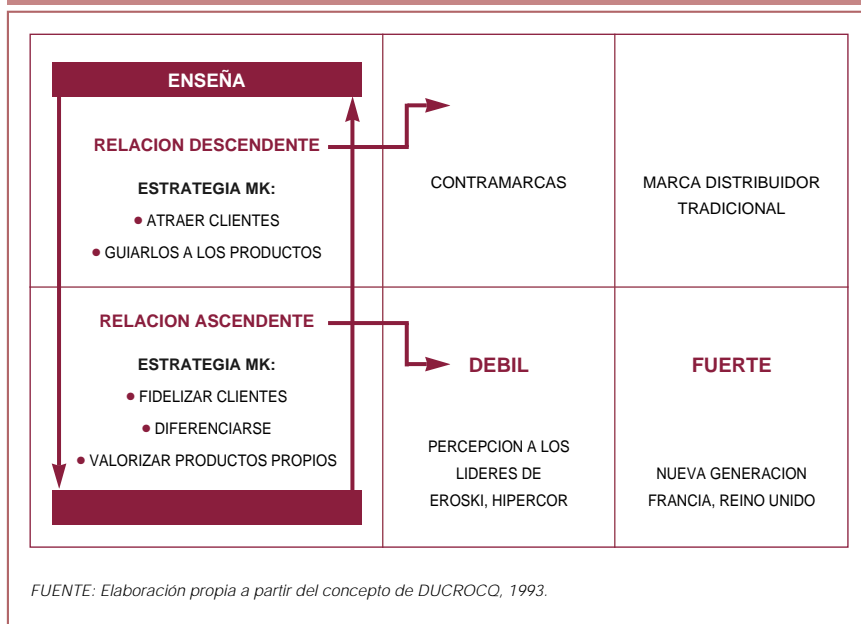 ENSEÑA
RELACION DESCENDENTE
ESTRATEGIA MK:
• ATRAER CLIENTES
• GUIARLOS A LOS PRODUCTOS
CONTRAMARCAS
MARCA DISTRIBUIDOR
TRADICIONAL
RELACION ASCENDENTE
ESTRATEGIA MK:
• FIDELIZAR CLIENTES
• DIFERENCIARSE
• VALORIZAR PRODUCTOS PROPIOS
DEBIL
PERCEPCION A LOS
LIDERES DE
EROSKI, HIPERCOR
FUERTE
NUEVA GENERACION
FRANCIA, REINO UNIDO
FUENTE: Elaboración propia a partir del concepto de DUCROCQ, 1993.